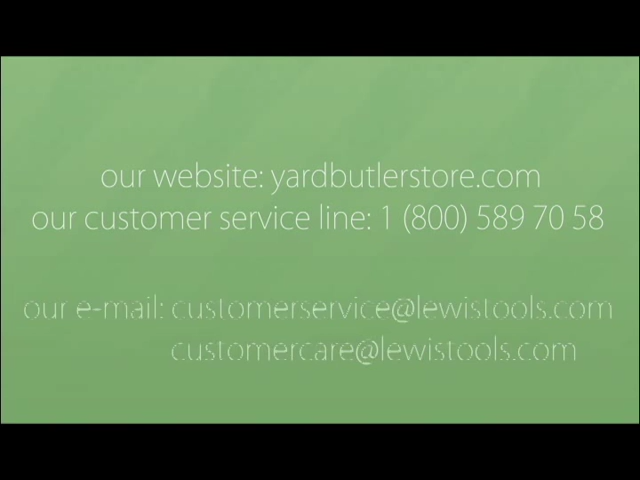 our website: yardbutlerstore.com
our customer service line: 1 (800) 589 70 58
our e-mail: customerservice@lewistools.com
customercare@lewistools.com